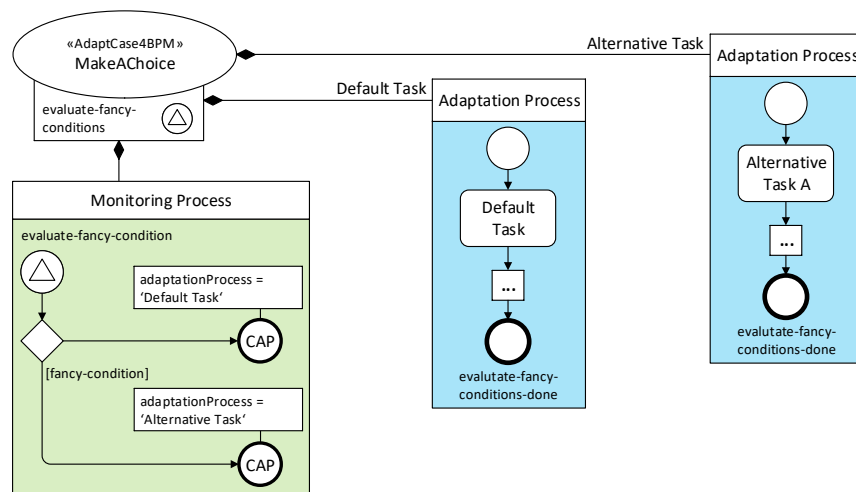 «AdaptCase4BPM»
MakeAChoice
evaluate-fancy-
conditions
Alternative Task
Default Task
Adaptation Process
Default
Task
...
evalutate-fancy-
conditions-done
Adaptation Process
Alternative
Task A
...
evalutate-fancy-
conditions-done
Monitoring Process
evaluate-fancy-condition
adaptationProcess =
‘Default Task‘
CAP
[fancy-condition]
adaptationProcess =
‘Alternative Task‘
CAP